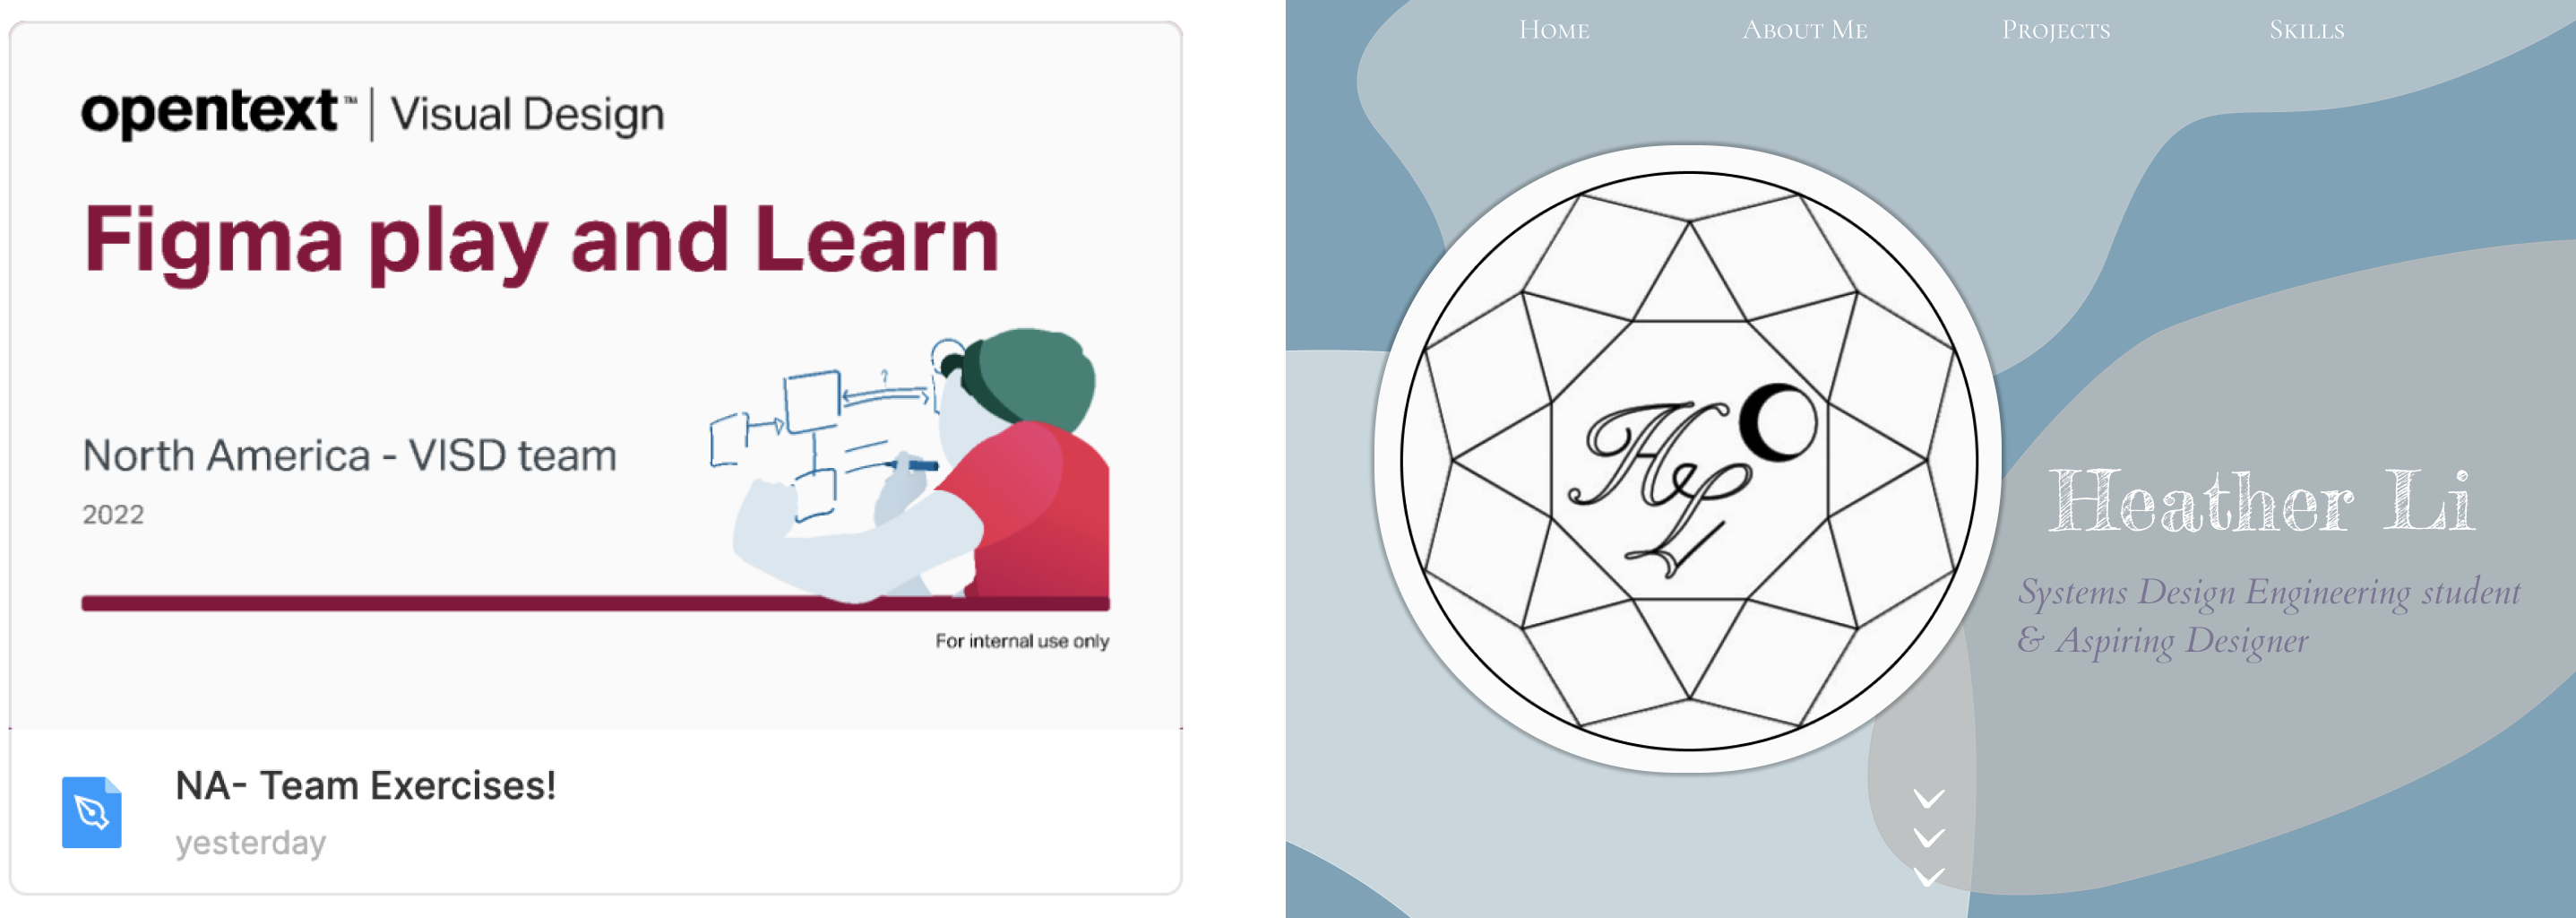 opentext™ | Visual Design
Figma play and Learn
North America - VISD team
2022
For internal use only
NA- Team Exercises!
yesterday
Home About Me Projects Skills
H Li
Heather Li
Systems Design Engineering student
& Aspiring Designer